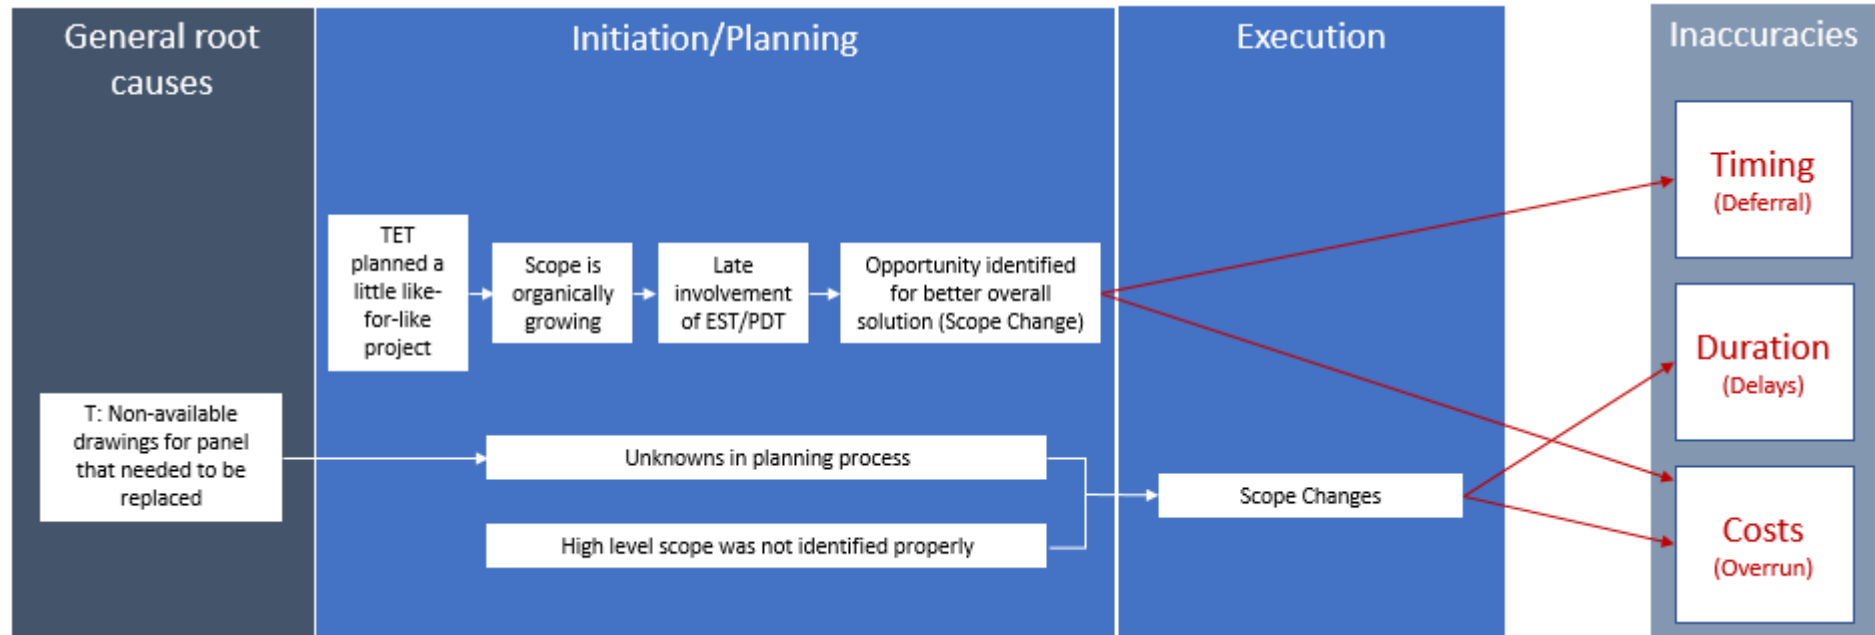 General root
causes
Initiation/Planning
Execution
Inaccuracies
TET
planned a
little like-
for-like
project
Scope is
organically
growing
Late
involvement
of EST/PDT
Opportunity identified
for better overall
solution (Scope Change)
Timing
(Deferral)
Duration
(Delays)
T: Non-available
drawings for panel
that needed to be
replaced
Unknowns in planning process
High level scope was not identified properly
Scope Changes
Costs
(Overrun)